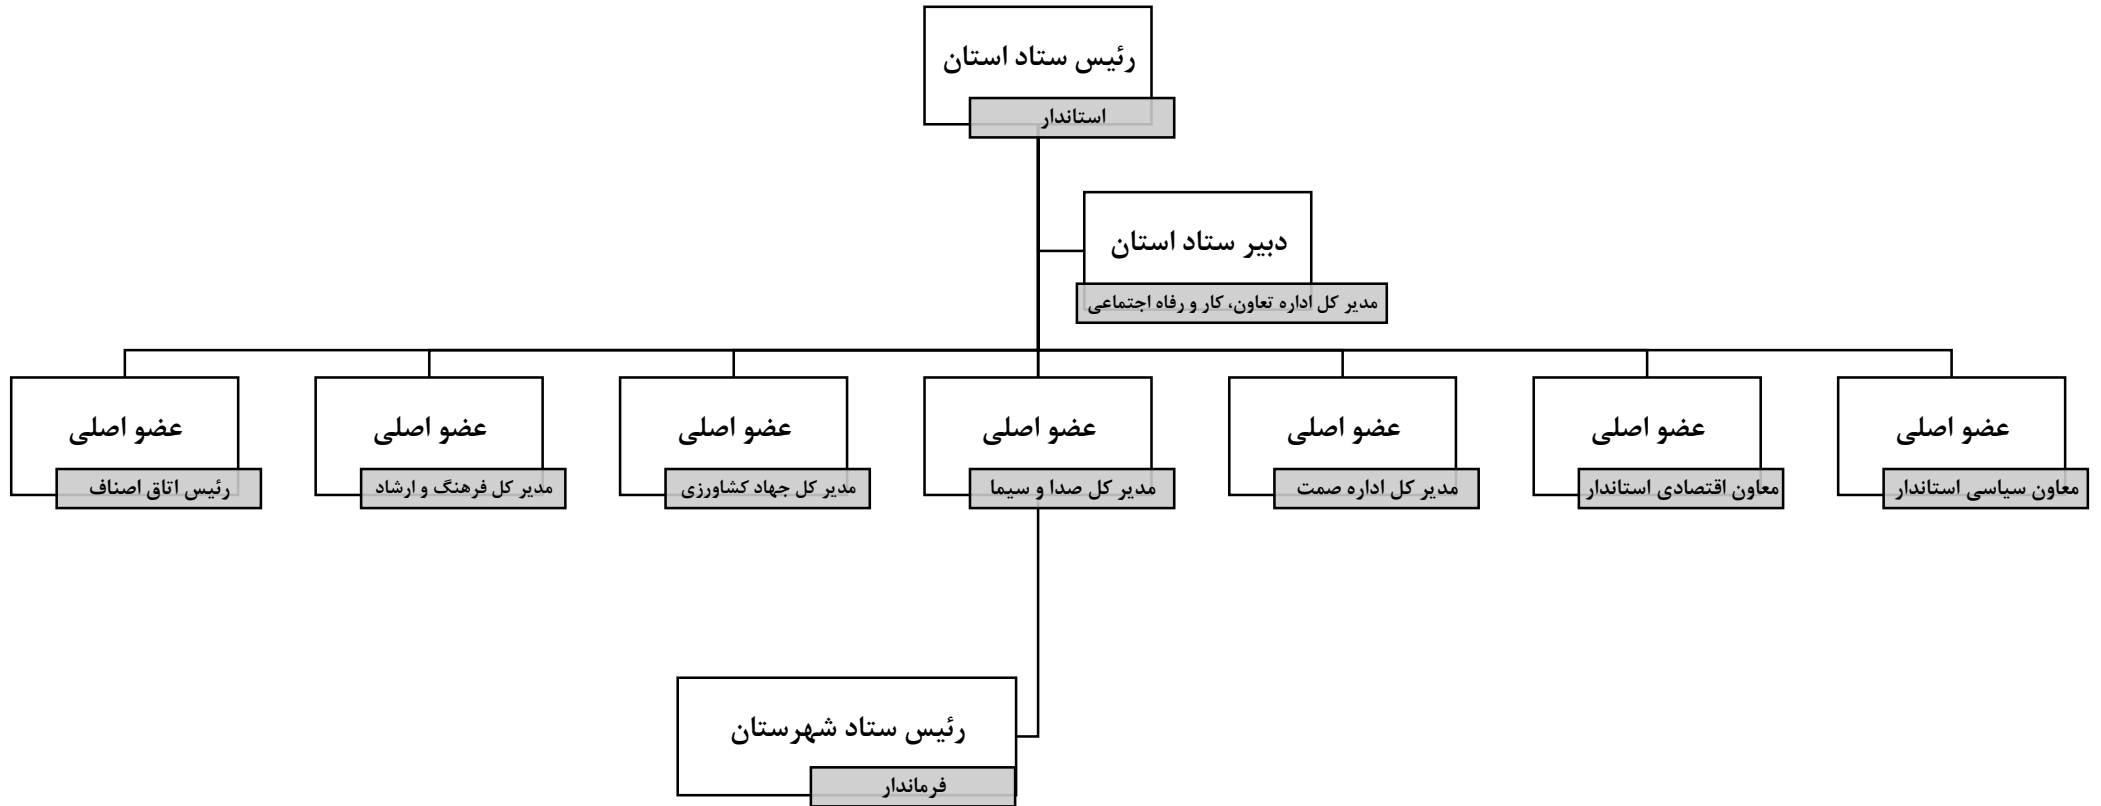 رئیس ستاد استان
استاندار
دبیر ستاد استان
مدیر کل اداره تعاون، کار و رفاه اجتماعی
عضو اصلی
معاون سیاسی استاندار
عضو اصلی
معاون اقتصادی استاندار
عضو اصلی
مدیر کل اداره صمت
عضو اصلی
مدیر کل صدا و سیما
عضو اصلی
مدیر کل جهاد کشاورزی
عضو اصلی
مدیر کل فرهنگ و ارشاد
عضو اصلی
رئیس اتاق اصناف
رئیس ستاد شهرستان
فرماندار